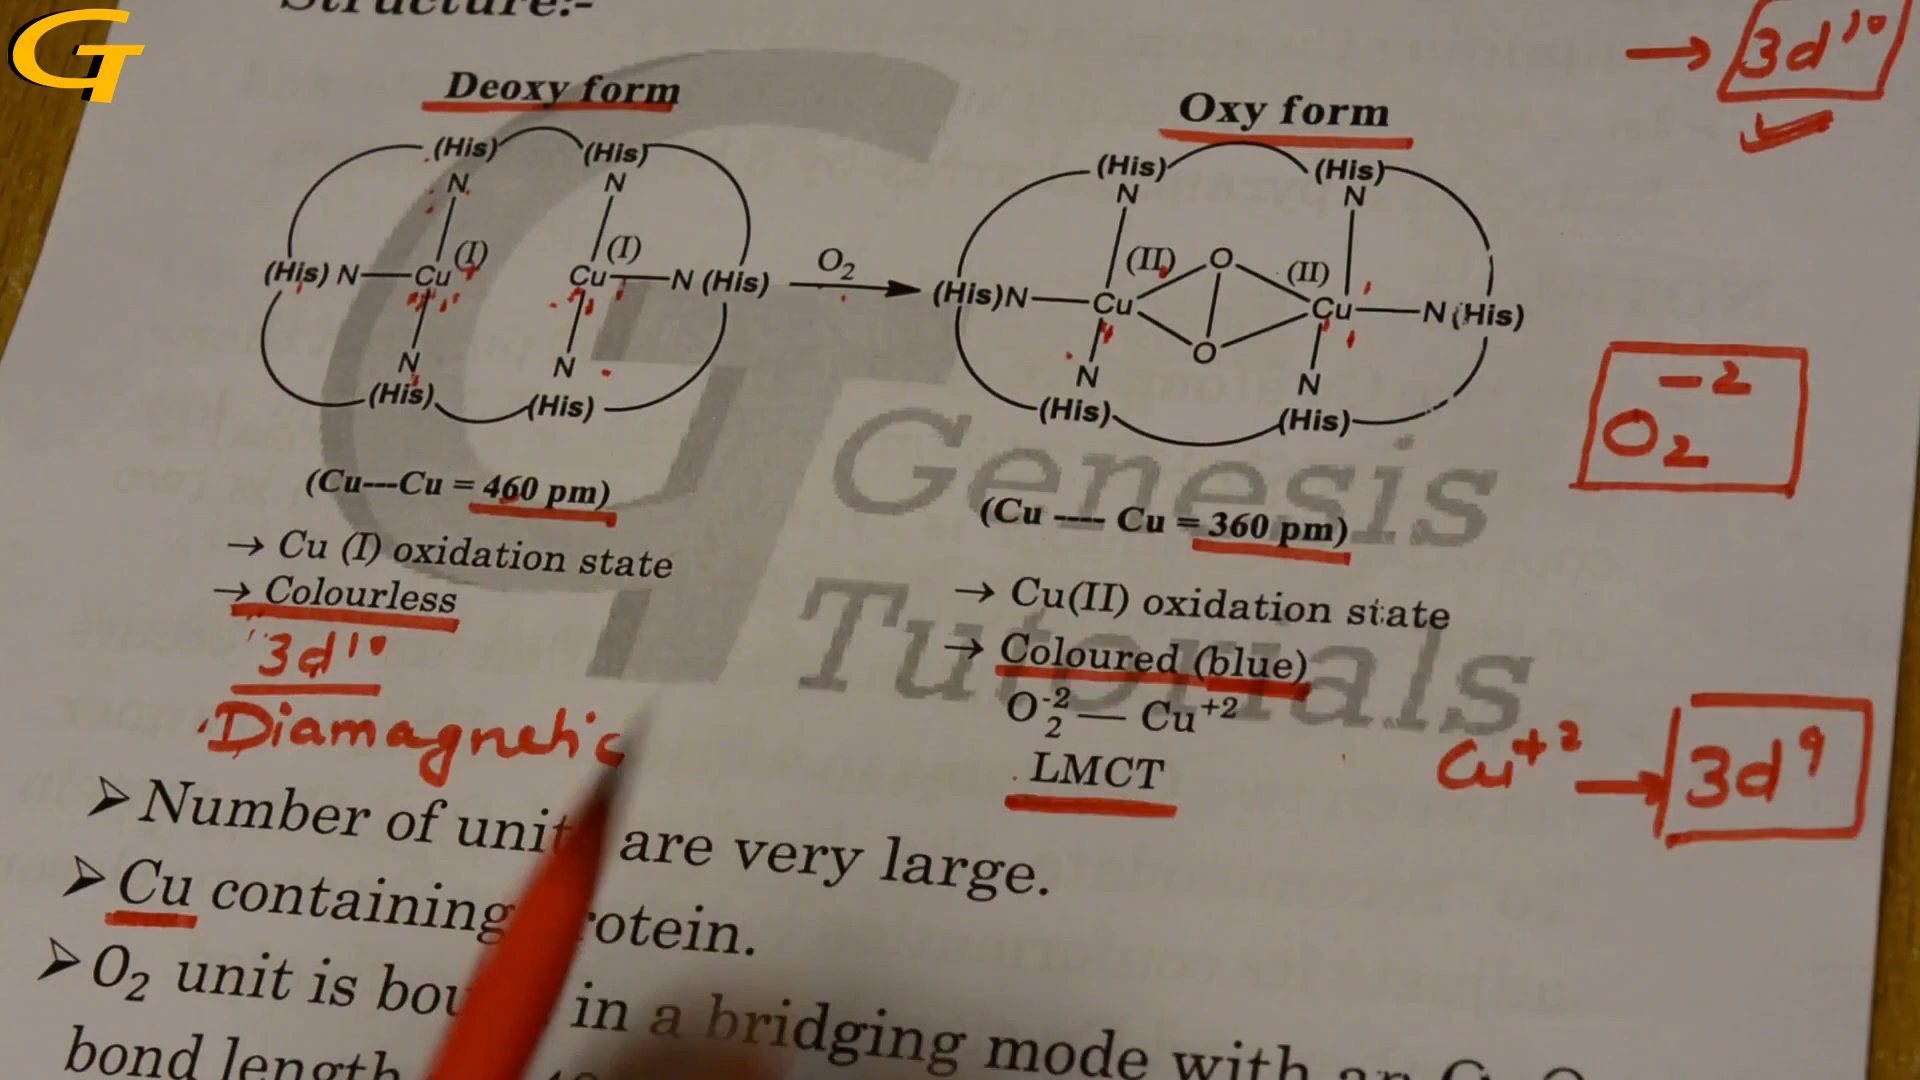 GT
Structure:-
→ 3d¹⁰
Deoxy form
Oxy form
(His) (His)
N N
(I) (I)
(His) N Cu Cu N (His)
N N
(His) (His)
O₂
(His) (His)
N N
(II) O (II)
(His)N Cu Cu N (His)
O
N N
(His) (His)
O₂⁻²
(Cu---Cu = 460 pm)
(Cu ---- Cu = 360 pm)
→ Cu (I) oxidation state
→ Colourless
3d¹⁰
Diamagnetic
→ Cu(II) oxidation state
→ Coloured (blue)
O₂⁻² — Cu⁺²
LMCT
Cu⁺² → 3d⁹
Genesis
Tutorials
➢ Number of are very large.
➢ Cu containing
➢ O₂ unit is in a bridging mode with an
bond length